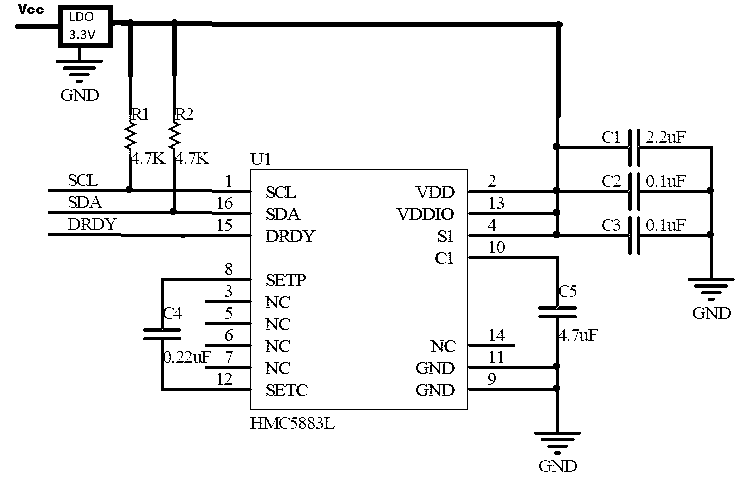 Vcc
LDO
3.3V
GND
R1
R2
4.7K
4.7K
U1
C1
2.2uF
SCL
1
SCL
VDD
2
C2
0.1uF
SDA
16
SDA
VDDIO
13
DRDY
15
DRDY
S1
4
C3
0.1uF
C1
10
8
SETP
3
NC
C5
C4
5
NC
GND
4.7uF
6
NC
NC
14
0.22uF
7
NC
GND
11
12
SETC
GND
9
HMC5883L
GND